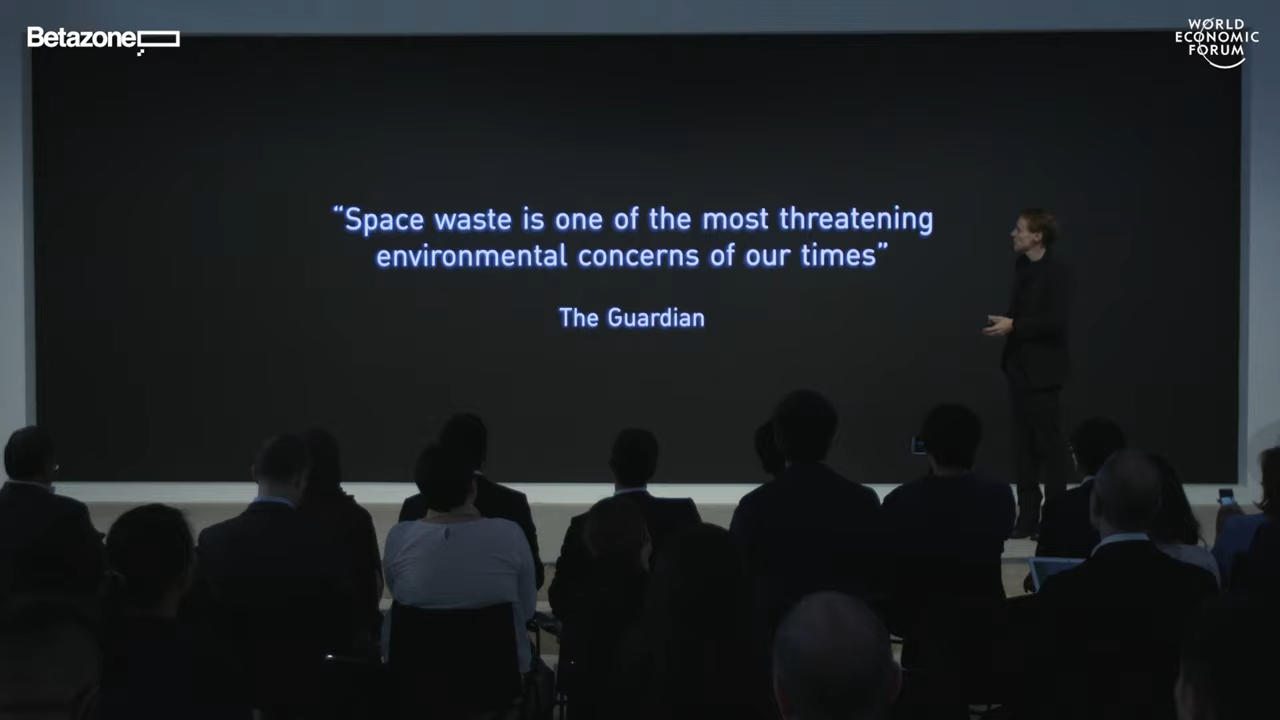 Betazone
WORLD
ECONOMIC
FORUM
“Space waste is one of the most threatening
environmental concerns of our times”
The Guardian